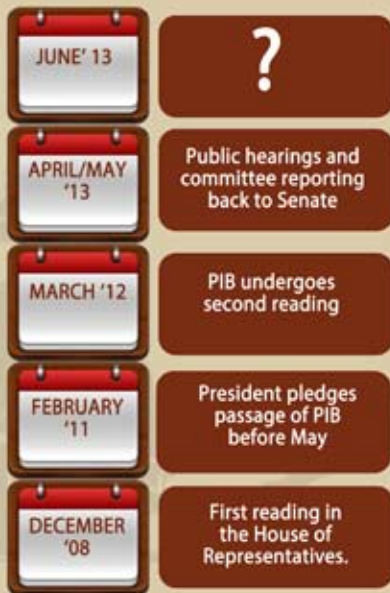 JUNE' 13
?
APRIL/MAY
'13
Public hearings and
committee reporting
back to Senate
MARCH '12
PIB undergoes
second reading
FEBRUARY
'11
President pledges
passage of PIB
before May
DECEMBER
'08
First reading in
the House of
Representatives.